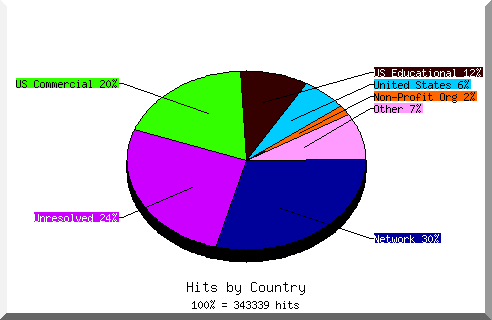 US Educational 12%
US Commercial 20%
United States 6%
Non-Profit Org 2%
Other 7%
Unresolved 24%
Network 30%
Hits by Country
100% = 343339 hits